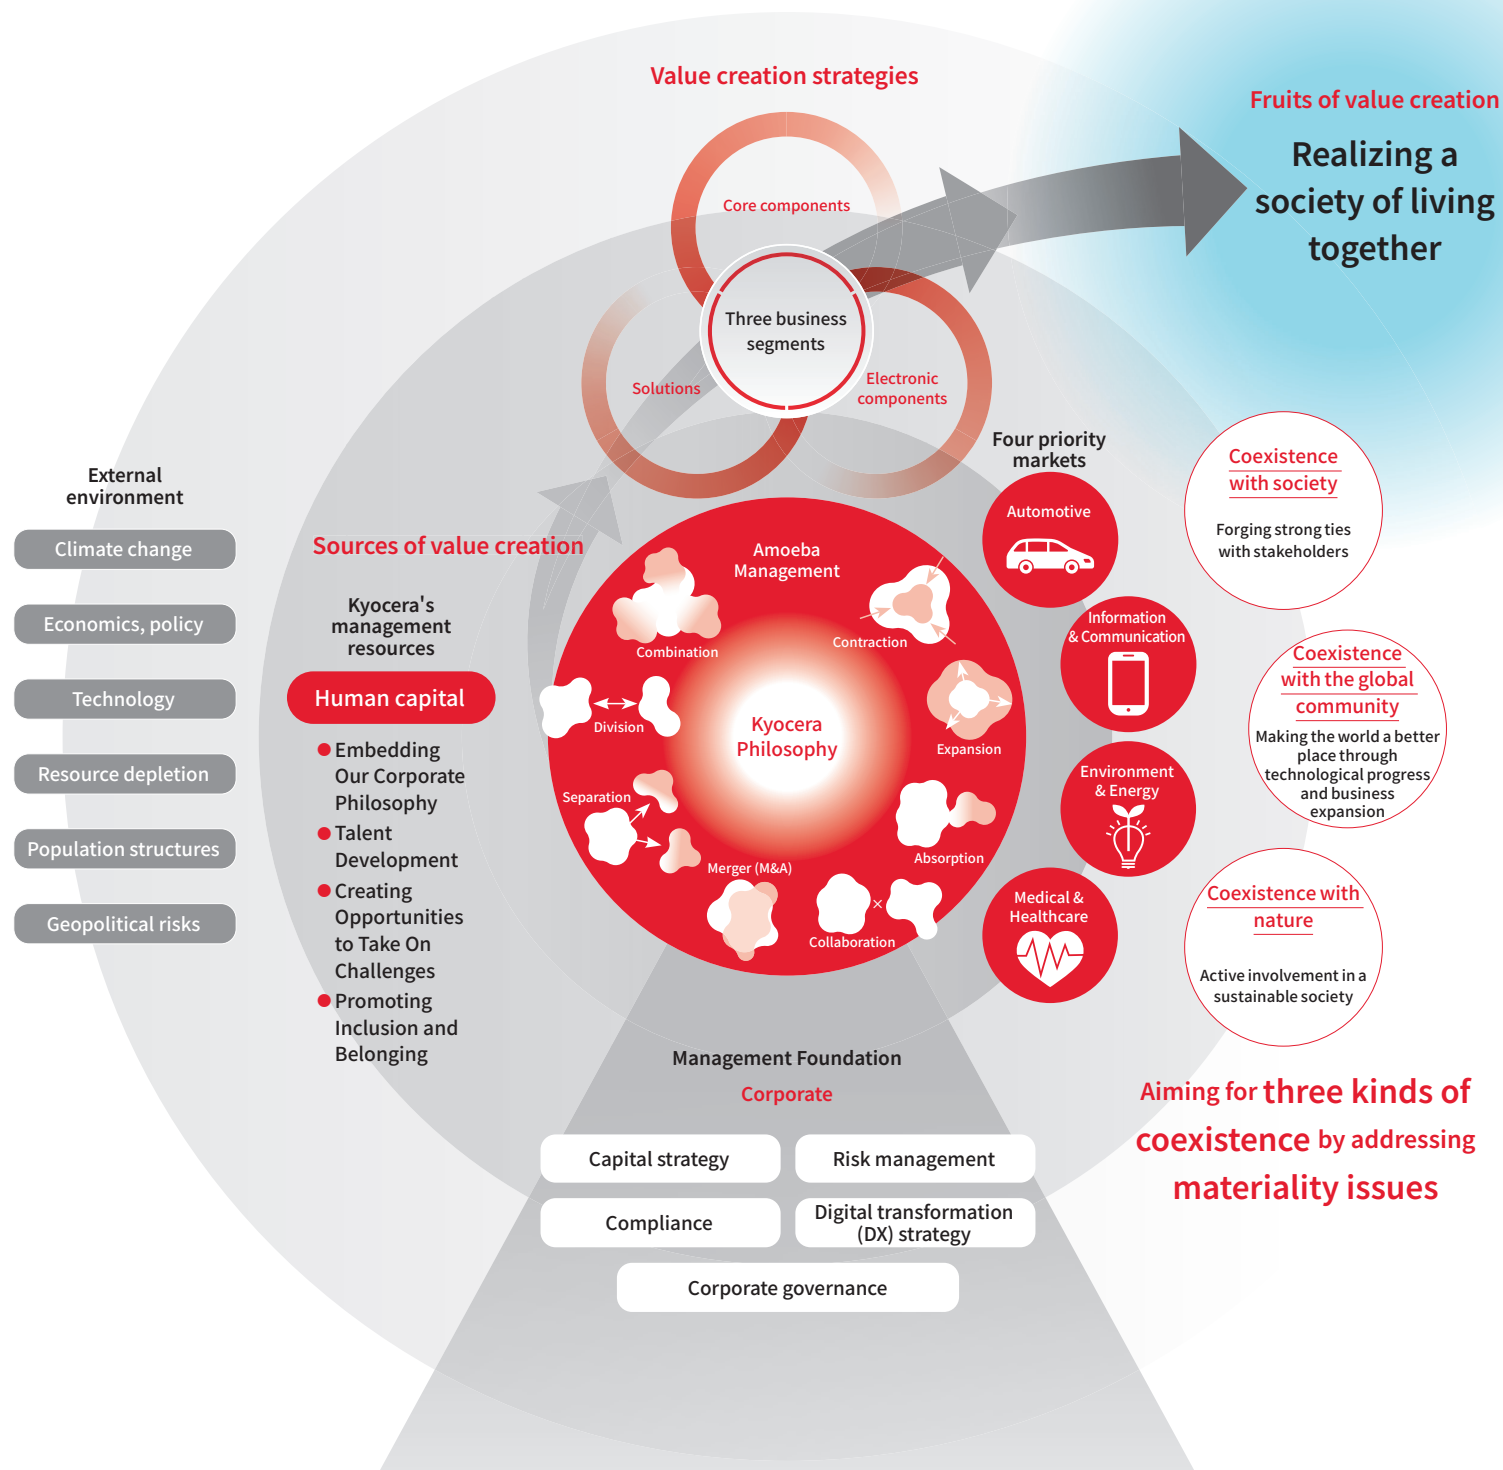 Value creation strategies
Core components
Three business
segments
Solutions
Electronic
components
Fruits of value creation
Realizing a
society of living
together
External
environment
Climate change
Economics, policy
Technology
Resource depletion
Population structures
Geopolitical risks
Sources of value creation
Kyocera's
management
resources
Human capital
● Embedding
Our Corporate
Philosophy
● Talent
Development
● Creating
Opportunities
to Take On
Challenges
● Promoting
Inclusion and
Belonging
Amoeba
Management
Combination
Contraction
Division
Expansion
Separation
Absorption
Merger (M&A)
Collaboration
×
Kyocera
Philosophy
Four priority
markets
Automotive
Information
& Communication
Environment
& Energy
Medical &
Healthcare
Coexistence
with society
Forging strong ties
with stakeholders
Coexistence
with the global
community
Making the world a better
place through
technological progress
and business
expansion
Coexistence with
nature
Active involvement in a
sustainable society
Aiming for three kinds of
coexistence by addressing
materiality issues
Management Foundation
Corporate
Capital strategy
Risk management
Compliance
Digital transformation
(DX) strategy
Corporate governance